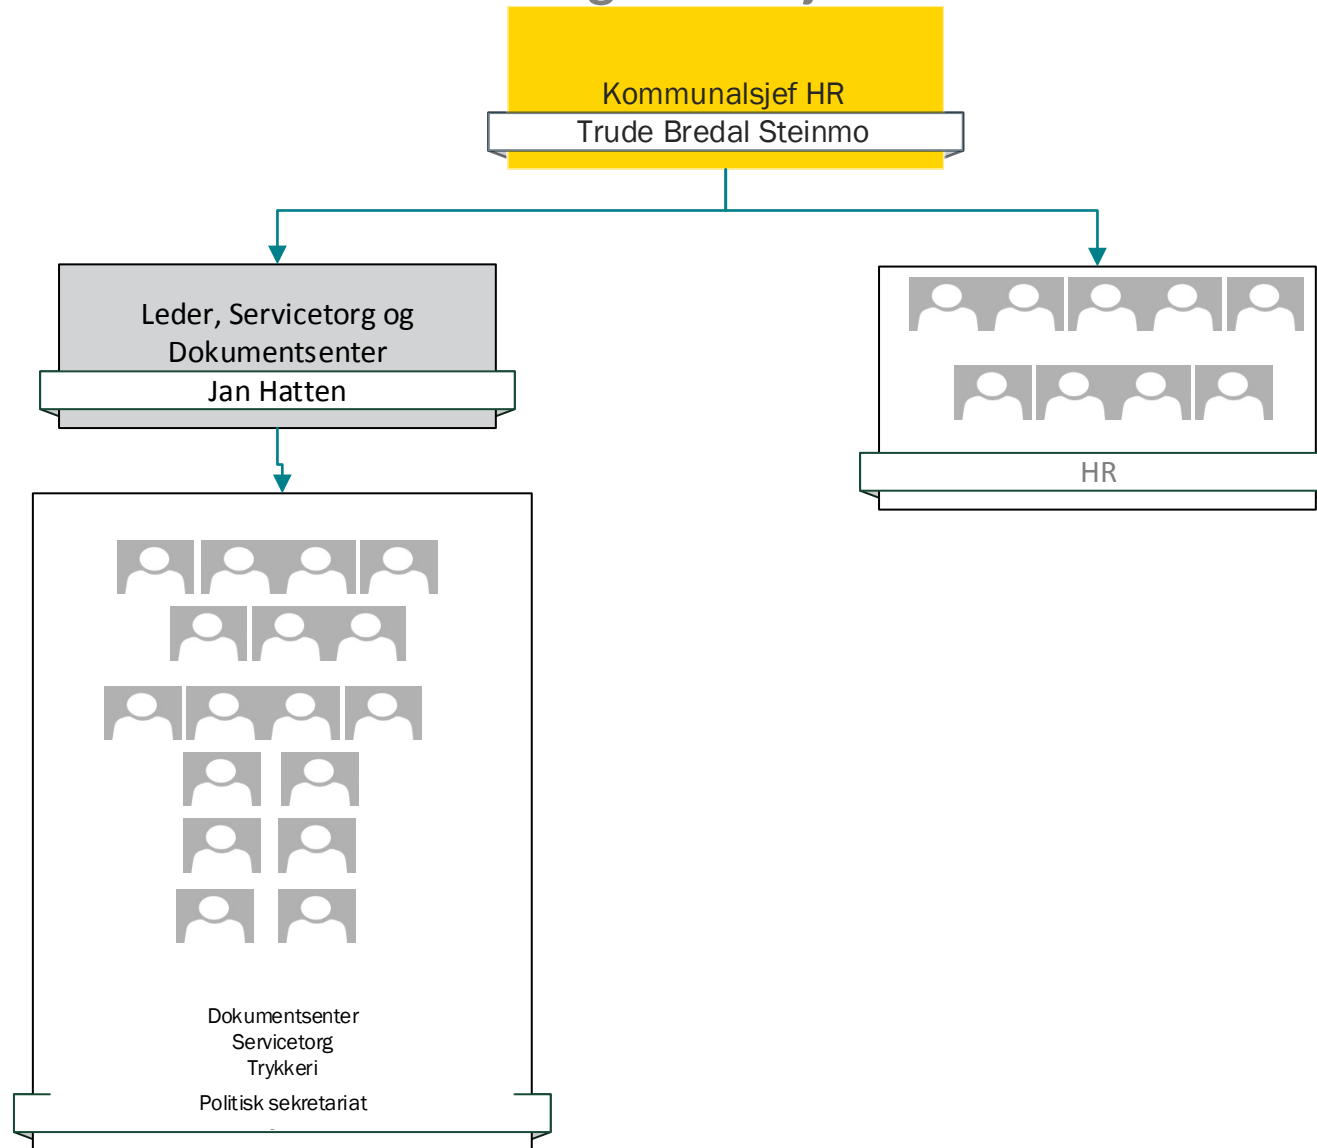 Kommunalsjef HR
Trude Bredal Steinmo
Leder, Servicetorg og
Dokumentsenter
Jan Hatten
HR
Dokumentsenter
Servicetorg
Trykkeri
Politisk sekretariat